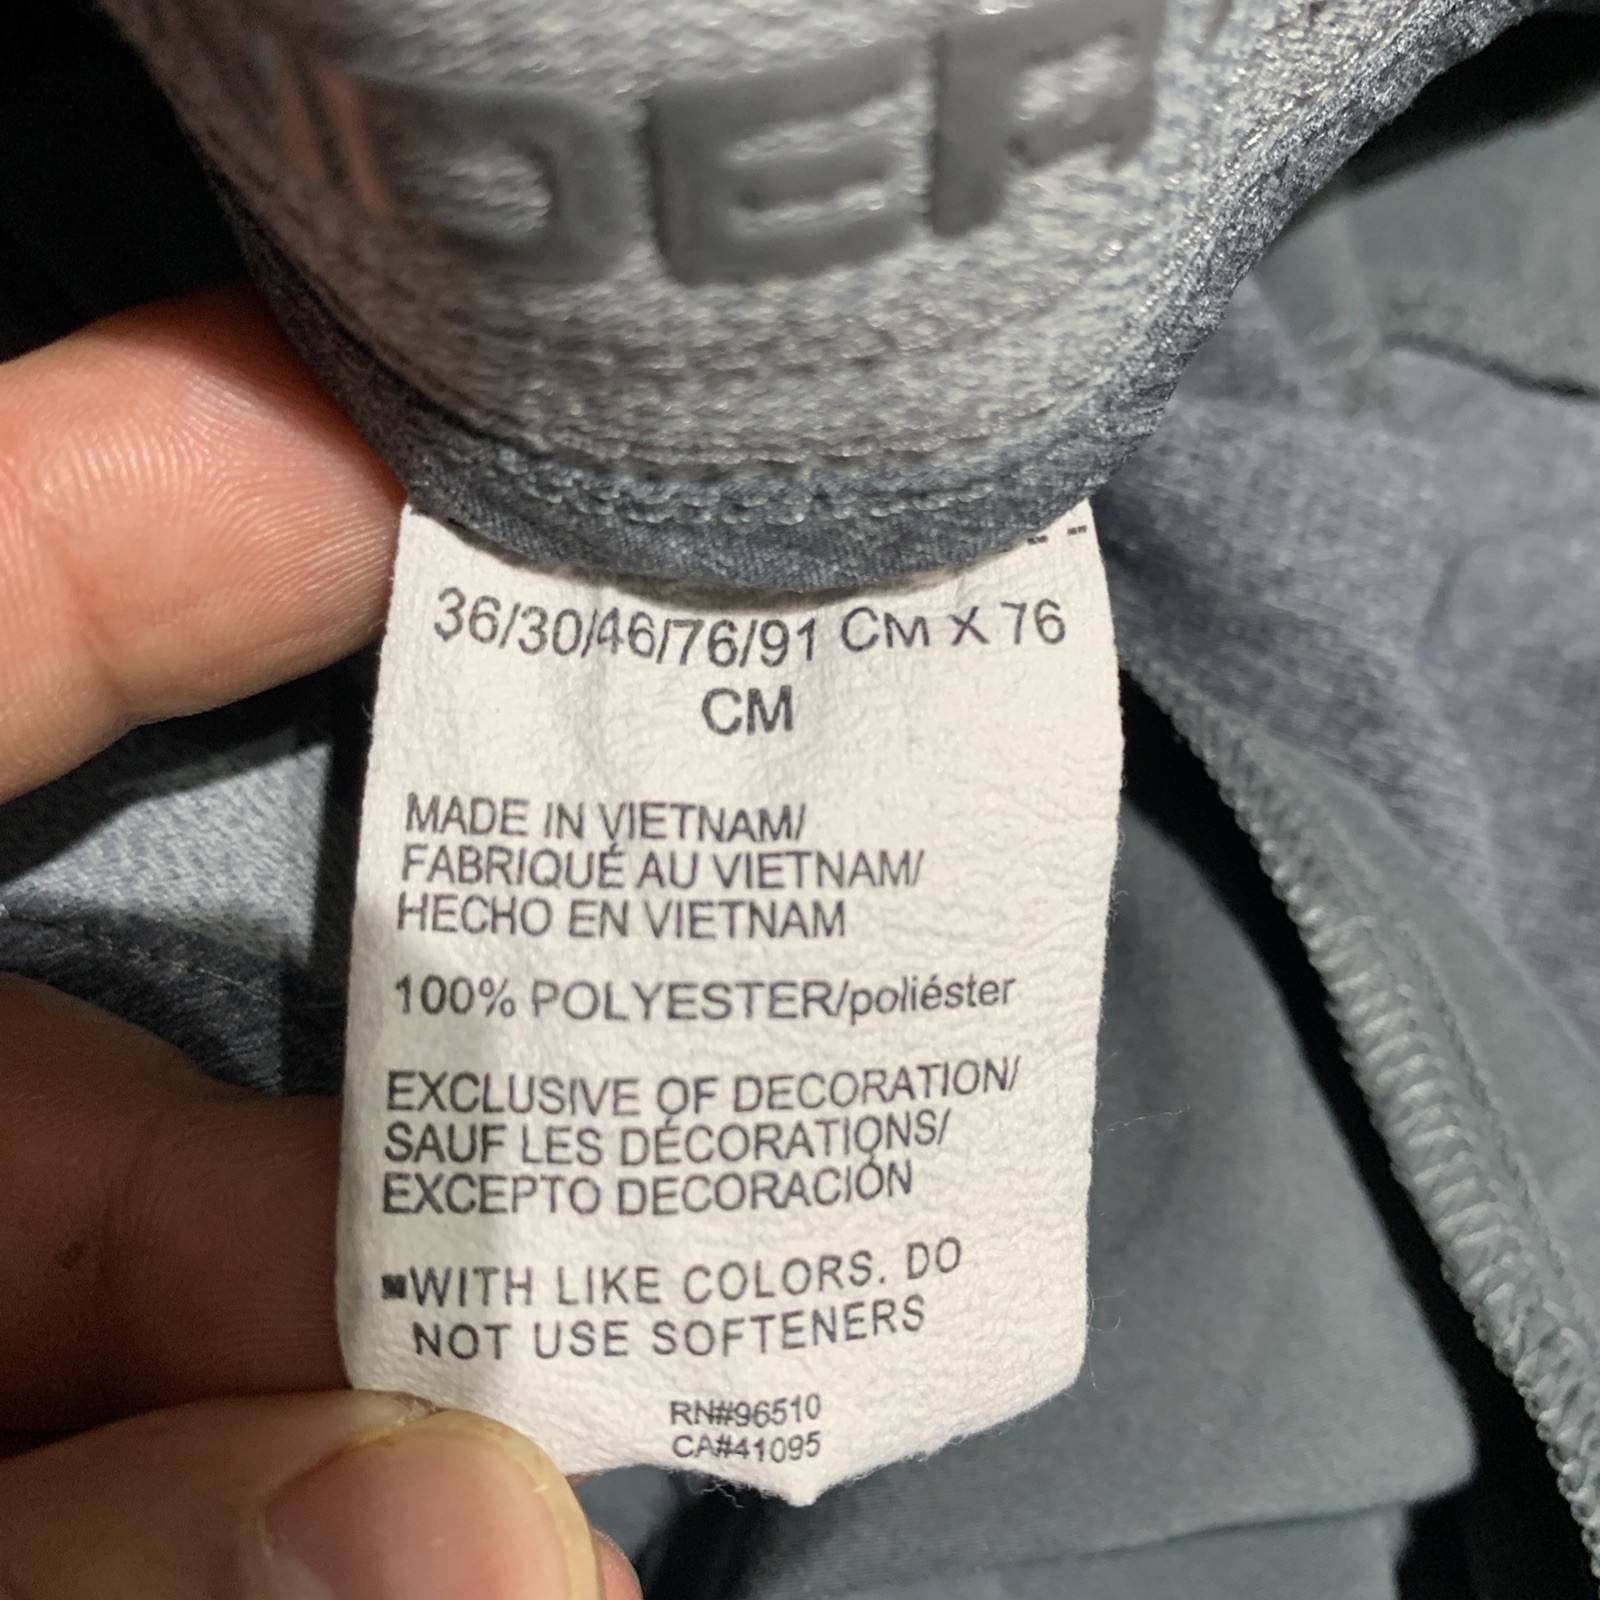 DER
36/30/46/76/91 CM X 76
CM
MADE IN VIETNAM/
FABRIQUÉ AU VIETNAM/
HECHO EN VIETNAM
100% POLYESTER/poliéster
EXCLUSIVE OF DECORATION/
SAUF LES DÉCORATIONS/
EXCEPTO DECORACIÓN
WITH LIKE COLORS. DO
NOT USE SOFTENERS
RN#96510
CA#41095